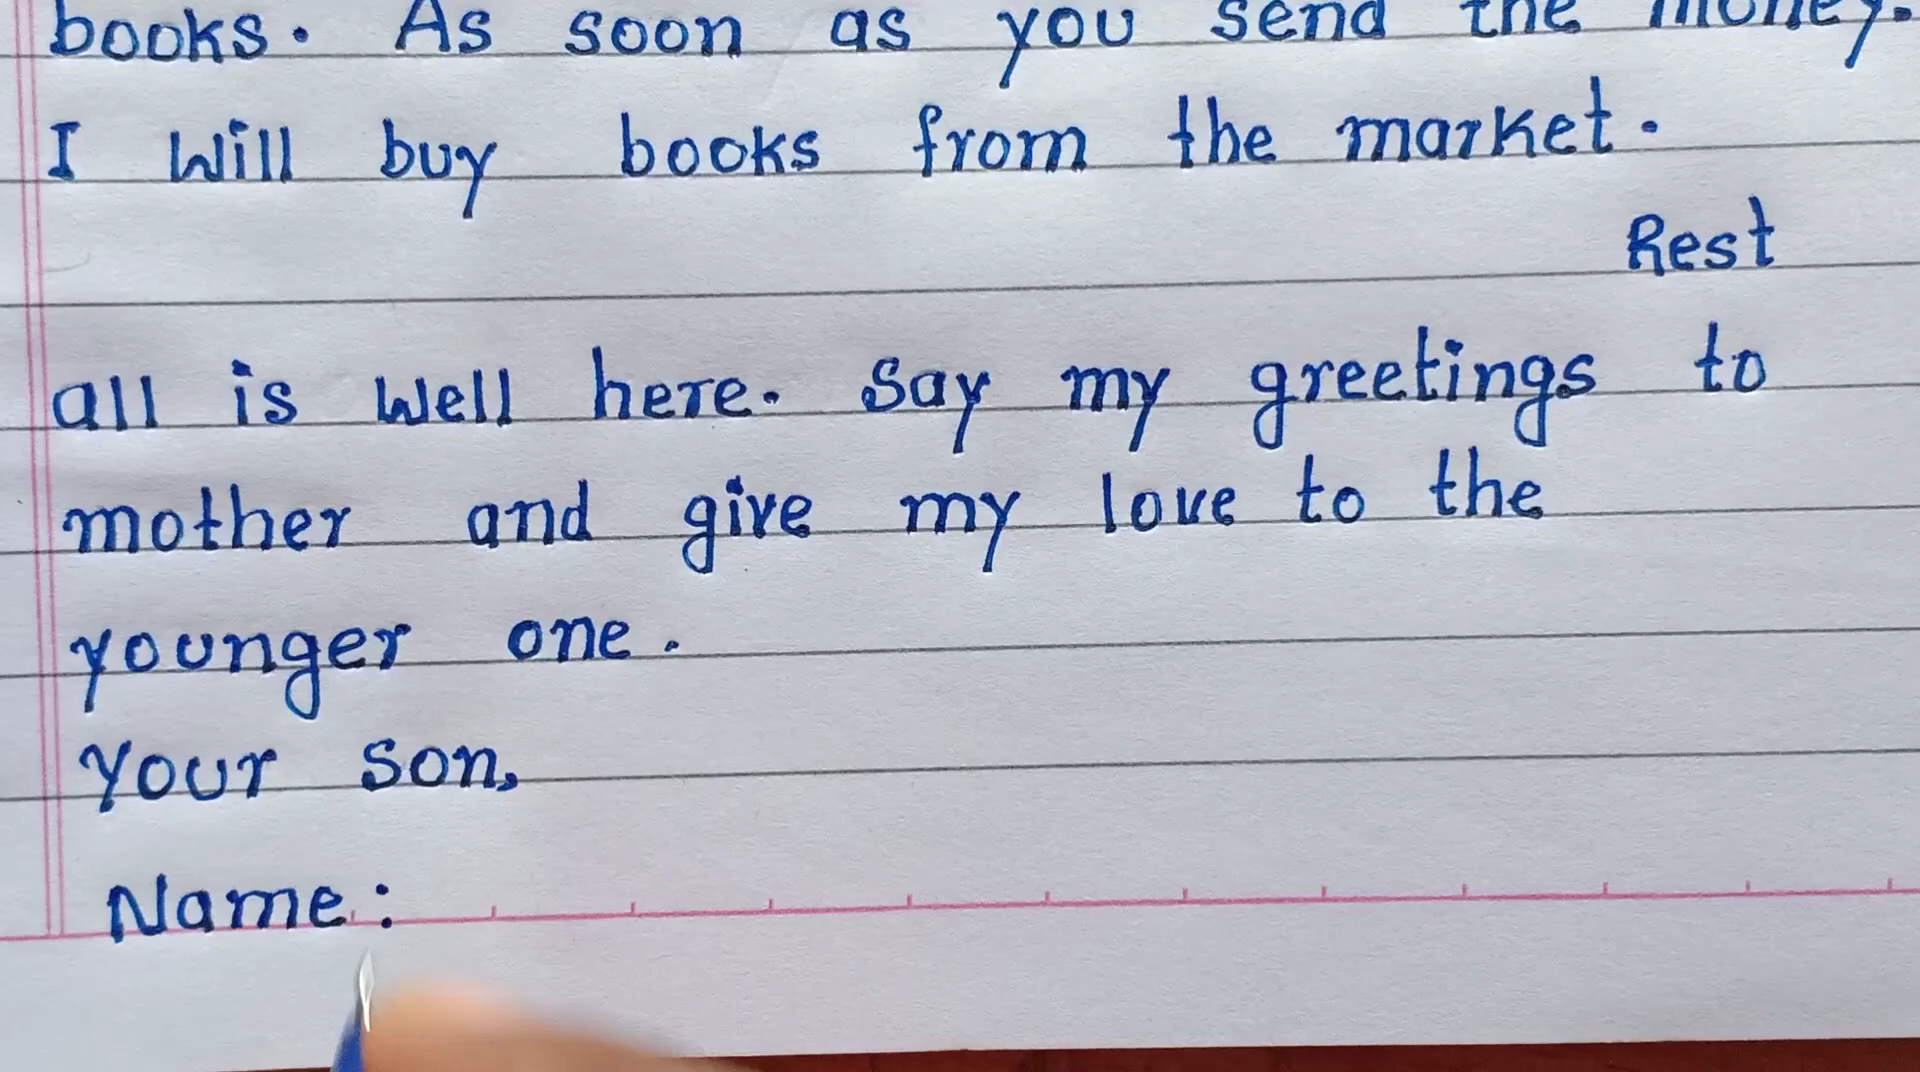 books. As soon as you send the money.
I will buy books from the market.
Rest
all is well here. Say my greetings to
mother and give my love to the
younger one.
Your son,
Name: